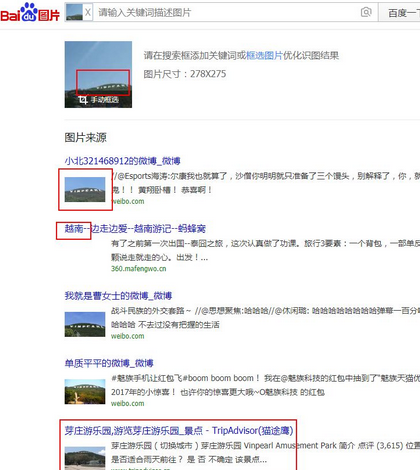 Bai du 图片
X 请输入关键词描述图片 百度一
请在搜索框添加关键词或框选图片优化识图结果
图片尺寸：278X275
手动框选
图片来源
小北321468912的微博_微博
//@Esports海涛:尔康我也就算了，沙僧你明明就只准备了三个馒头，别解释了，你，就
鬼！！ 黄翔卧槽！ 恭喜啊！
weibo.com
越南--边走边爱--越南游记--蚂蜂窝
有了之前第一次出国--泰园之旅，这次认真做了功课。旅行3要素：一个背包，一部单反
颗说走就走的心。出发！...
360.mafengwo.cn
我就是曹女士的微博_微博
战斗民族的外交套路～ //@思想聚焦:哈哈哈//@休闲璐: 哈哈哈哈哈哈哈哈弹幕一百分
哈哈哈 不去过没有把握的生活
weibo.com
单质平平的微博_微博
#魅族手机让红包飞#boom boom boom！ 我在@魅族科技的红包中抽到了"魅族天猫优
2017年的小惊喜！ 也许你的惊喜更大哦~O魅族科技 的红包
weibo.com
芽庄游乐园,游览芽庄游乐园_景点 - TripAdvisor(猫途鹰)
芽庄游乐园（ 切换城市 ）芽庄游乐园 Vinpearl Amusement Park 简介 点评 (3,615) 位置
是否适合雨天前往？ 是 否 不确定 该景点...